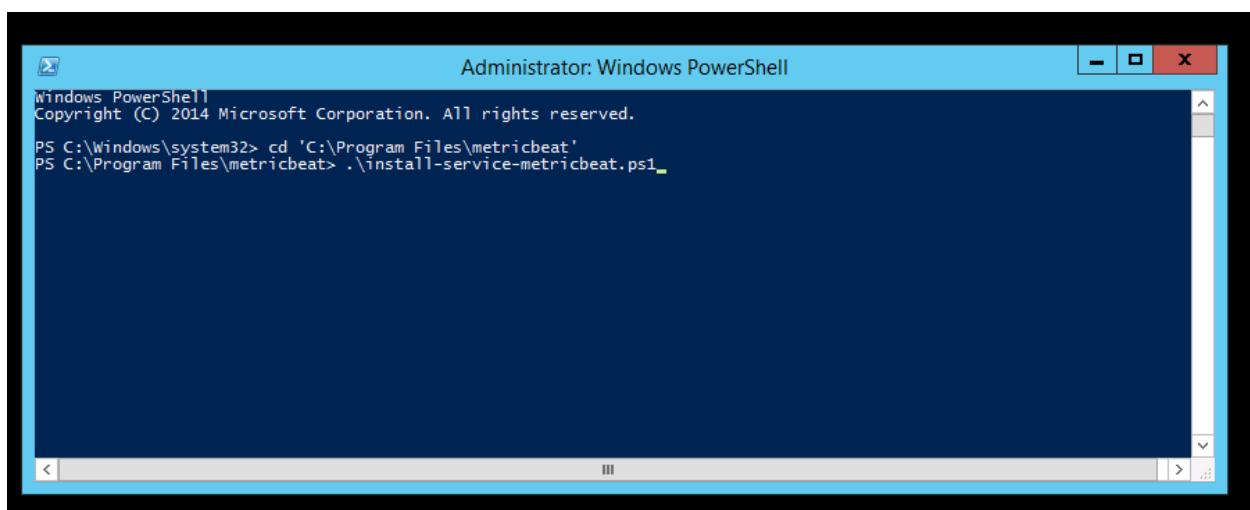 Administrator: Windows PowerShell
Windows PowerShell
Copyright (C) 2014 Microsoft Corporation. All rights reserved.
PS C:\Windows\system32> cd 'C:\Program Files\metricbeat'
PS C:\Program Files\metricbeat> .\install-service-metricbeat.ps1